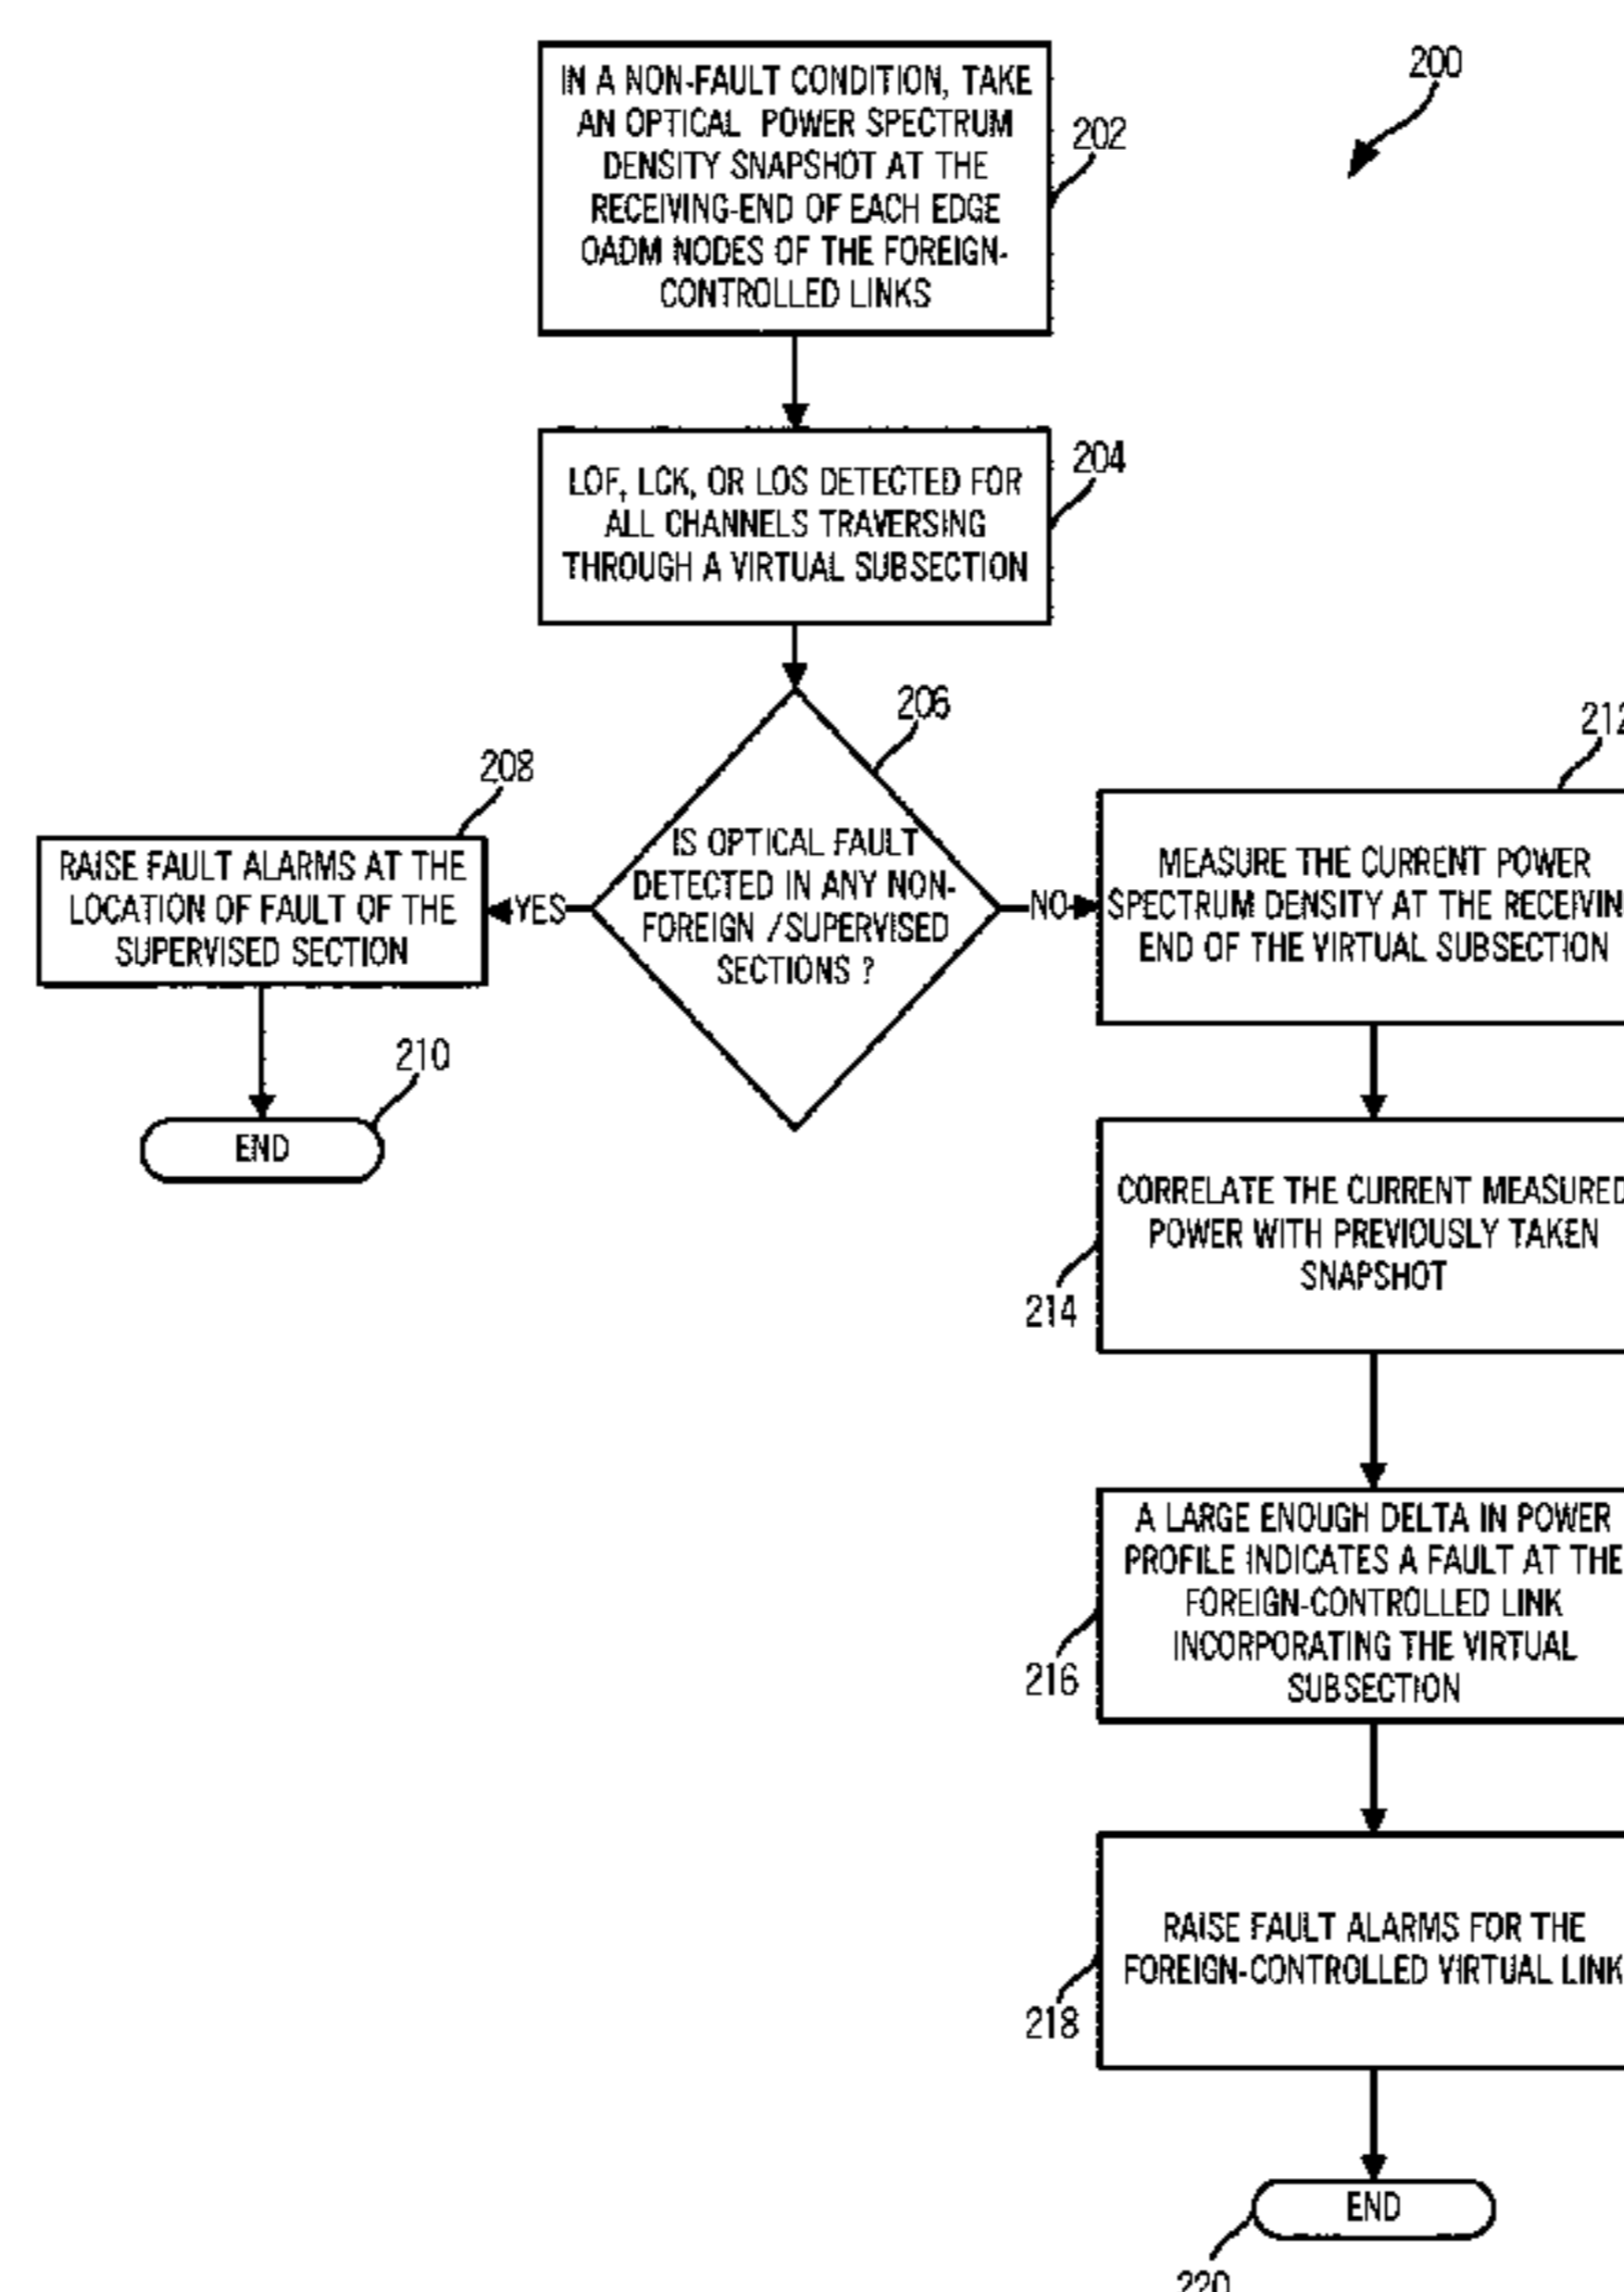 200
IN A NON-FAULT CONDITION, TAKE
AN OPTICAL POWER SPECTRUM
DENSITY SNAPSHOT AT THE
RECEIVING-END OF EACH EDGE
OADM NODES OF THE FOREIGN-
CONTROLLED LINKS
202
LOF, LCK, OR LOS DETECTED FOR
ALL CHANNELS TRAVERSING
THROUGH A VIRTUAL SUBSECTION
204
IS OPTICAL FAULT
DETECTED IN ANY NON-
FOREIGN /SUPERVISED
SECTIONS ?
206
YES
208
RAISE FAULT ALARMS AT THE
LOCATION OF FAULT OF THE
SUPERVISED SECTION
210
END
NO
212
MEASURE THE CURRENT POWER
SPECTRUM DENSITY AT THE RECEIVIN
END OF THE VIRTUAL SUBSECTION
CORRELATE THE CURRENT MEASURED
POWER WITH PREVIOUSLY TAKEN
SNAPSHOT
214
A LARGE ENOUGH DELTA IN POWER
PROFILE INDICATES A FAULT AT THE
FOREIGN-CONTROLLED LINK
INCORPORATING THE VIRTUAL
SUBSECTION
216
RAISE FAULT ALARMS FOR THE
FOREIGN-CONTROLLED VIRTUAL LINK
218
END
220